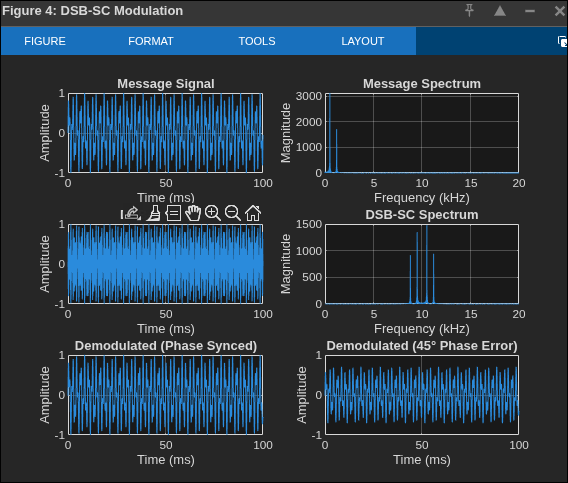 Figure 4: DSB-SC Modulation
FIGURE FORMAT TOOLS LAYOUT
Message Signal
Amplitude
1
0
-1
0 50 100
Time (ms)
Message Spectrum
Magnitude
3000
2000
1000
0
0 5 10 15 20
Frequency (kHz)
Amplitude
1
0
-1
0 50 100
Time (ms)
DSB-SC Spectrum
Magnitude
1500
1000
500
0
0 5 10 15 20
Frequency (kHz)
Demodulated (Phase Synced)
Amplitude
1
0
-1
0 50 100
Time (ms)
Demodulated (45° Phase Error)
Amplitude
1
0
-1
0 50 100
Time (ms)